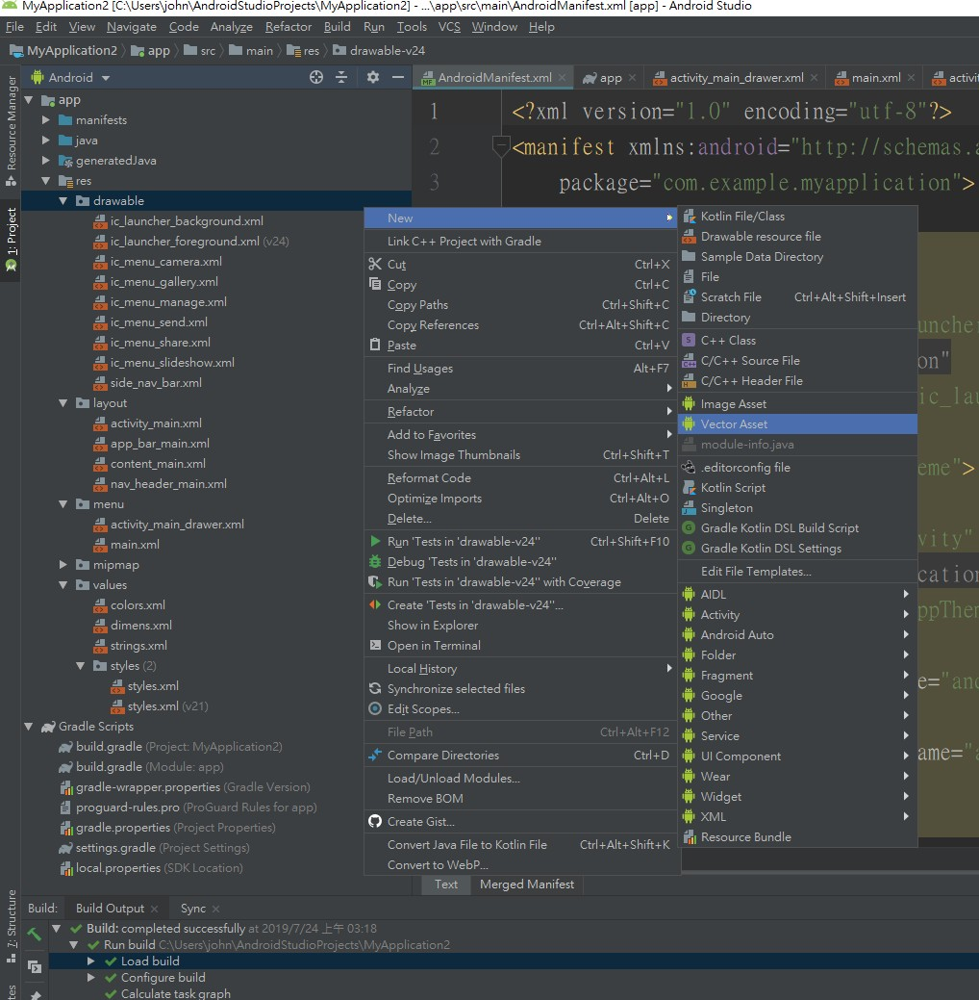 MyApplication2 [C:\Users\john\AndroidStudioProjects\MyApplication2] - ...\app\src\main\AndroidManifest.xml [app] - Android Studio
File Edit View Navigate Code Analyze Refactor Build Run Tools VCS Window Help
MyApplication2 app src main res drawable-v24
Resource Manager
1: Project
7: Structure
Android
app
manifests
java
generatedJava
res
drawable
ic_launcher_background.xml
ic_launcher_foreground.xml (v24)
ic_menu_camera.xml
ic_menu_gallery.xml
ic_menu_manage.xml
ic_menu_send.xml
ic_menu_share.xml
ic_menu_slideshow.xml
side_nav_bar.xml
layout
activity_main.xml
app_bar_main.xml
content_main.xml
nav_header_main.xml
menu
activity_main_drawer.xml
main.xml
mipmap
values
colors.xml
dimens.xml
strings.xml
styles (2)
styles.xml
styles.xml (v21)
Gradle Scripts
build.gradle (Project: MyApplication2)
build.gradle (Module: app)
gradle-wrapper.properties (Gradle Version)
proguard-rules.pro (ProGuard Rules for app)
gradle.properties (Project Properties)
settings.gradle (Project Settings)
local.properties (SDK Location)
AndroidManifest.xml app activity_main_drawer.xml main.xml activi
1 <?xml version="1.0" encoding="utf-8"?>
2 <manifest xmlns:android="http://schemas.a
3 package="com.example.myapplication">
New
Link C++ Project with Gradle
Cut Ctrl+X
Copy Ctrl+C
Copy Paths Ctrl+Shift+C
Copy References Ctrl+Alt+Shift+C
Paste Ctrl+V
Find Usages Alt+F7
Analyze
Refactor
Add to Favorites
Show Image Thumbnails Ctrl+Shift+T
Reformat Code Ctrl+Alt+L
Optimize Imports Ctrl+Alt+O
Delete... Delete
Run 'Tests in 'drawable-v24'' Ctrl+Shift+F10
Debug 'Tests in 'drawable-v24''
Run 'Tests in 'drawable-v24'' with Coverage
Create 'Tests in 'drawable-v24''...
Show in Explorer
Open in Terminal
Local History
Synchronize selected files
Edit Scopes...
File Path Ctrl+Alt+F12
Compare Directories Ctrl+D
Load/Unload Modules...
Remove BOM
Create Gist...
Convert Java File to Kotlin File Ctrl+Alt+Shift+K
Convert to WebP...
Kotlin File/Class
Drawable resource file
Sample Data Directory
File
Scratch File Ctrl+Alt+Shift+Insert
Directory
C++ Class
C/C++ Source File
C/C++ Header File
Image Asset
Vector Asset
module-info.java
.editorconfig file
Kotlin Script
Singleton
Gradle Kotlin DSL Build Script
Gradle Kotlin DSL Settings
Edit File Templates...
AIDL
Activity
Android Auto
Folder
Fragment
Google
Other
Service
UI Component
Wear
Widget
XML
Resource Bundle
unche
on"
ic_lau
eme">
vity"
cation
ppThem
e="and
ame="a
Text Merged Manifest
Build: Build Output Sync
Build: completed successfully at 2019/7/24 上午 03:18
Run build C:\Users\john\AndroidStudioProjects\MyApplication2
Load build
Configure build
Calculate task graph